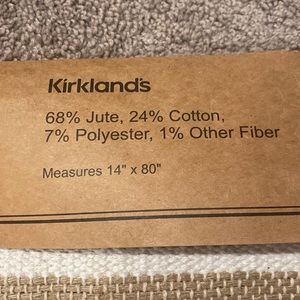 Kirkland's
68% Jute, 24% Cotton,
7% Polyester, 1% Other Fiber
Measures 14" x 80"